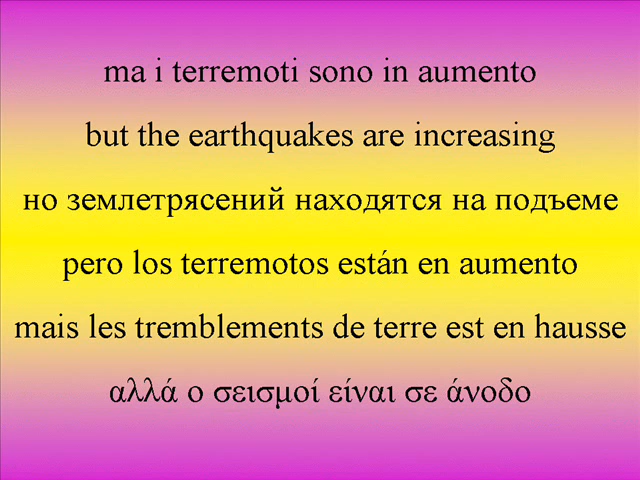 ma i terremoti sono in aumento
but the earthquakes are increasing
но землетрясений находятся на подъеме
pero los terremotos están en aumento
mais les tremblements de terre est en hausse
αλλά ο σεισμοί είναι σε άνοδο